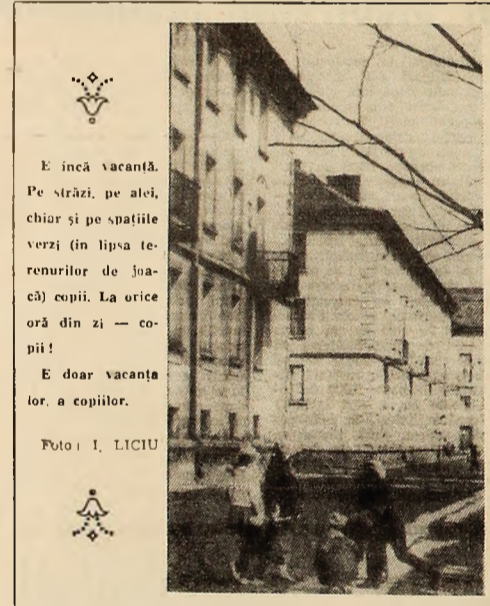 E încă vacanță.
Pe străzi, pe alei,
chiar și pe spațiile
verzi (în lipsa te-
renurilor de joa-
că) copii. La orice
oră din zi — co-
pii !
E doar vacanța
lor, a copiilor.
Foto : I. LICIU